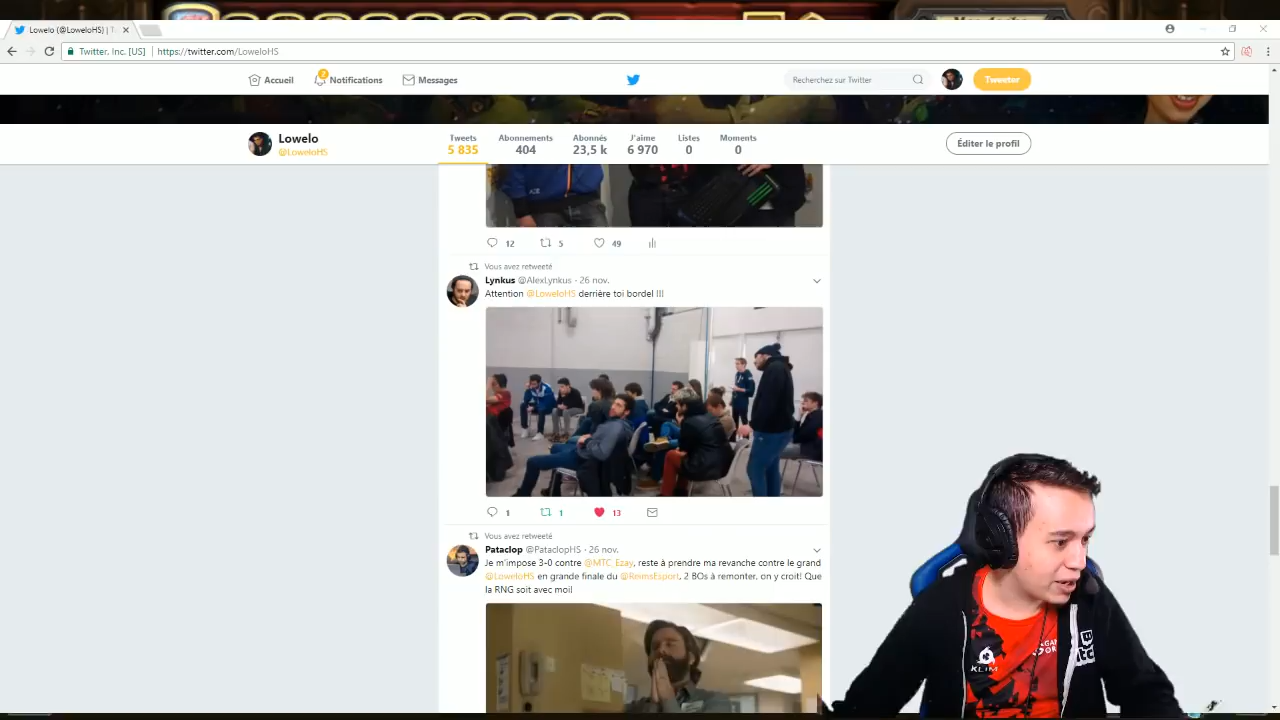 Lowelo (@LoweloHS) | T
Twitter, Inc. [US] https://twitter.com/LoweloHS
Accueil
2
Notifications
Messages
Recherchez sur Twitter
Tweeter
Lowelo
@LoweloHS
Tweets
5 835
Abonnements
404
Abonnés
23,5 k
J'aime
6 970
Listes
0
Moments
0
Éditer le profil
12 5 49
Vous avez retweeté
Lynkus @AlexLynkus · 26 nov.
Attention @LoweloHS derrière toi bordel !!!
1 1 13
Vous avez retweeté
Pataclop @PataclopHS · 26 nov.
Je m'impose 3-0 contre @MTC_Ezay, reste à prendre ma revanche contre le grand
@LoweloHS en grande finale du @ReimsEsport, 2 BOs à remonter, on y croit! Que
la RNG soit avec moi!
KLIM